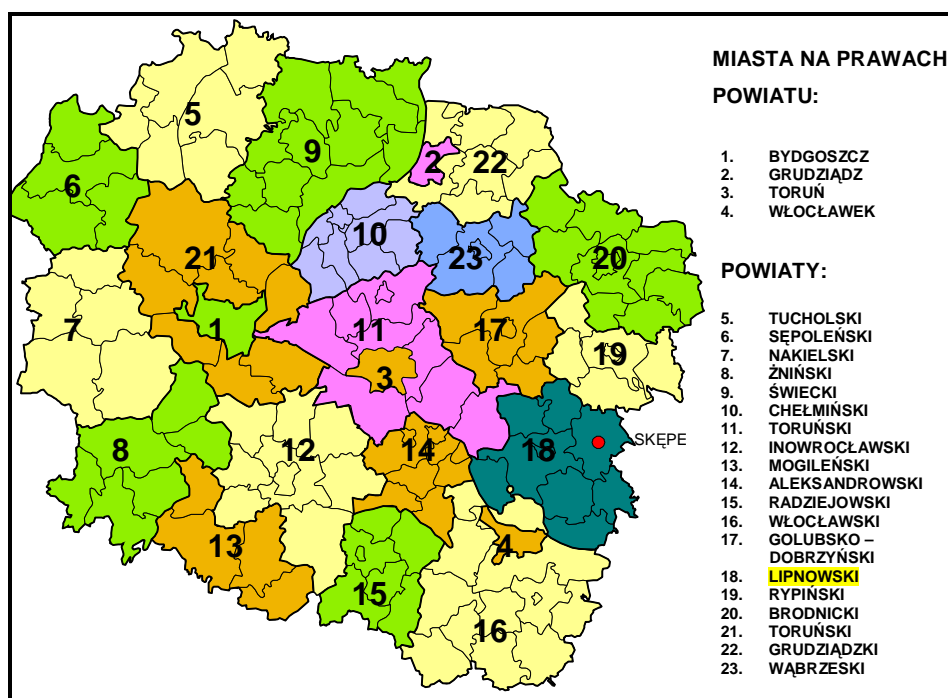 MIASTA NA PRAWACH
POWIATU:
1. BYDGOSZCZ
2. GRUDZIĄDZ
3. TORUŃ
4. WŁOCŁAWEK
POWIATY:
5. TUCHOLSKI
6. SĘPOLEŃSKI
7. NAKIELSKI
8. ŻNIŃSKI
9. ŚWIECKI
10. CHEŁMIŃSKI
11. TORUŃSKI
12. INOWROCŁAWSKI
13. MOGILEŃSKI
14. ALEKSANDROWSKI
15. RADZIEJOWSKI
16. WŁOCŁAWSKI
17. GOLUBSKO –
DOBRZYŃSKI
18. LIPNOWSKI
19. RYPIŃSKI
20. BRODNICKI
21. TORUŃSKI
22. GRUDZIĄDZKI
23. WĄBRZESKI
5
9
2
22
6
10
21
23
20
7
1
11
17
19
3
8
12
14
18
SKĘPE
13
4
15
16